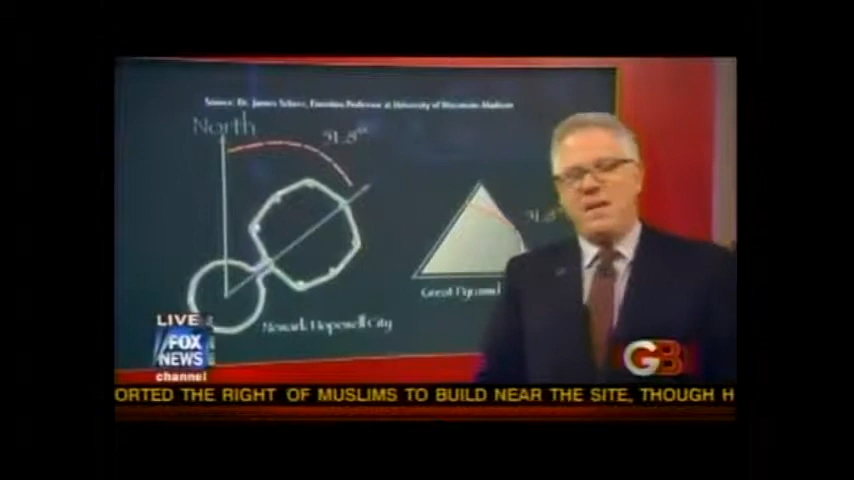 Source: Dr. James Scherz, Emeritus Professor at University of Wisconsin-Madison
North
51.8°
51.8°
Great Pyramid
Newark Hopewell City
LIVE
FOX
NEWS
channel
GB
ORTED THE RIGHT OF MUSLIMS TO BUILD NEAR THE SITE, THOUGH H